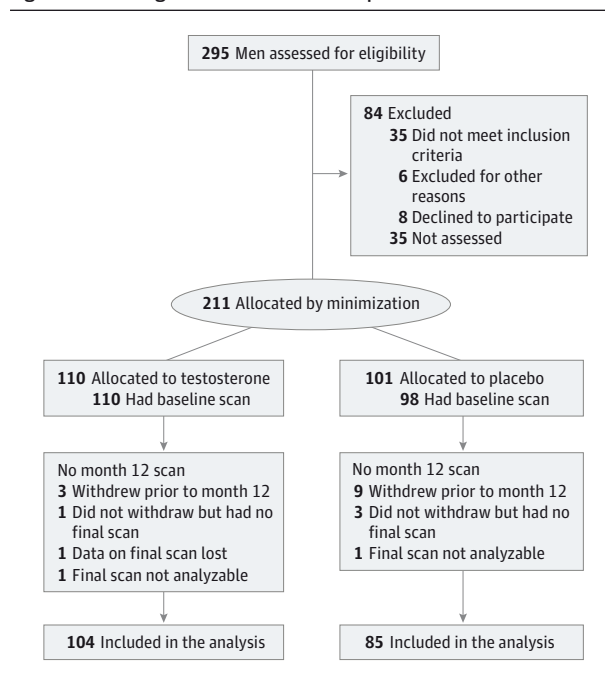 295 Men assessed for eligibility
84 Excluded
35 Did not meet inclusion
criteria
6 Excluded for other
reasons
8 Declined to participate
35 Not assessed
211 Allocated by minimization
110 Allocated to testosterone
110 Had baseline scan
101 Allocated to placebo
98 Had baseline scan
No month 12 scan
3 Withdrew prior to month 12
1 Did not withdraw but had no
final scan
1 Data on final scan lost
1 Final scan not analyzable
No month 12 scan
9 Withdrew prior to month 12
3 Did not withdraw but had no
final scan
1 Final scan not analyzable
104 Included in the analysis
85 Included in the analysis